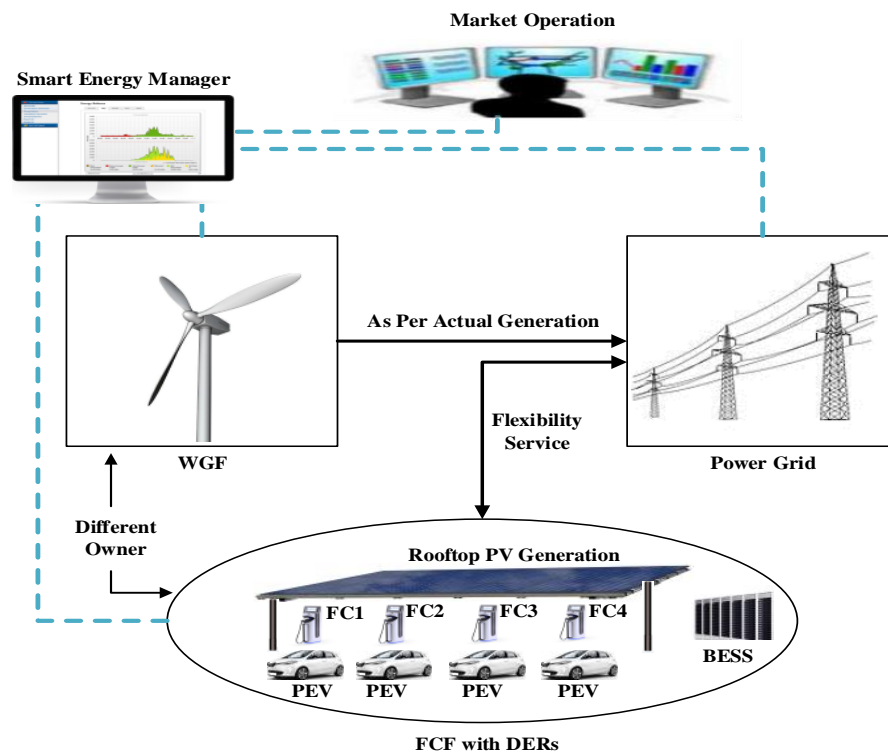 Market Operation
Smart Energy Manager
As Per Actual Generation
Flexibility
Service
WGF
Power Grid
Different
Owner
Rooftop PV Generation
FC1
FC2
FC3
FC4
PEV
PEV
PEV
PEV
BESS
FCF with DERs